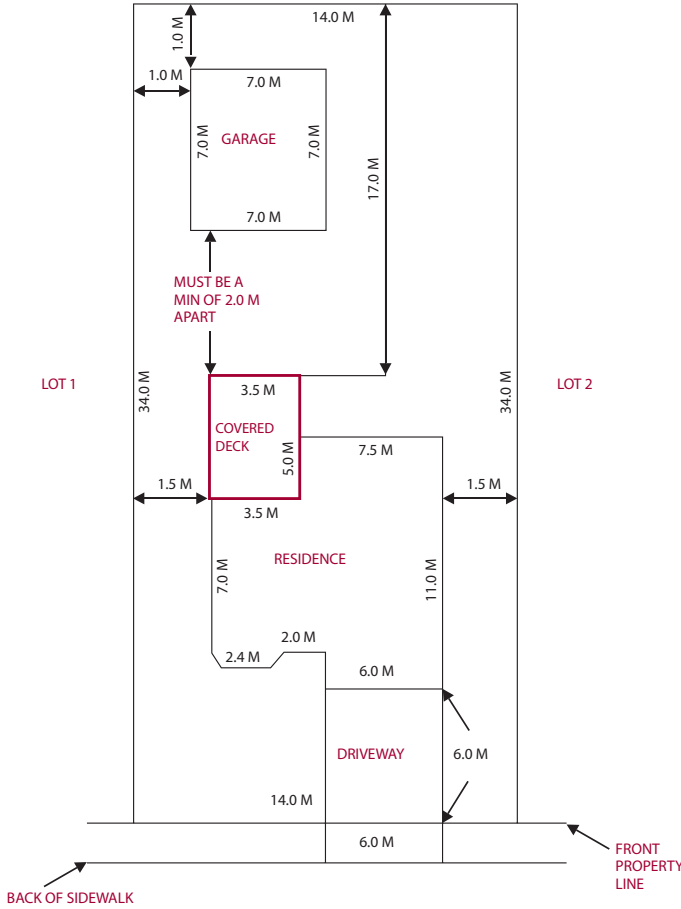 14.0 M
1.0 M
1.0 M
7.0 M
GARAGE
7.0 M
7.0 M
7.0 M
17.0 M
MUST BE A
MIN OF 2.0 M
APART
LOT 1
34.0 M
3.5 M
34.0 M
LOT 2
COVERED
DECK
5.0 M
7.5 M
1.5 M
1.5 M
3.5 M
RESIDENCE
7.0 M
11.0 M
2.0 M
2.4 M
6.0 M
DRIVEWAY
6.0 M
14.0 M
6.0 M
FRONT
PROPERTY
LINE
BACK OF SIDEWALK